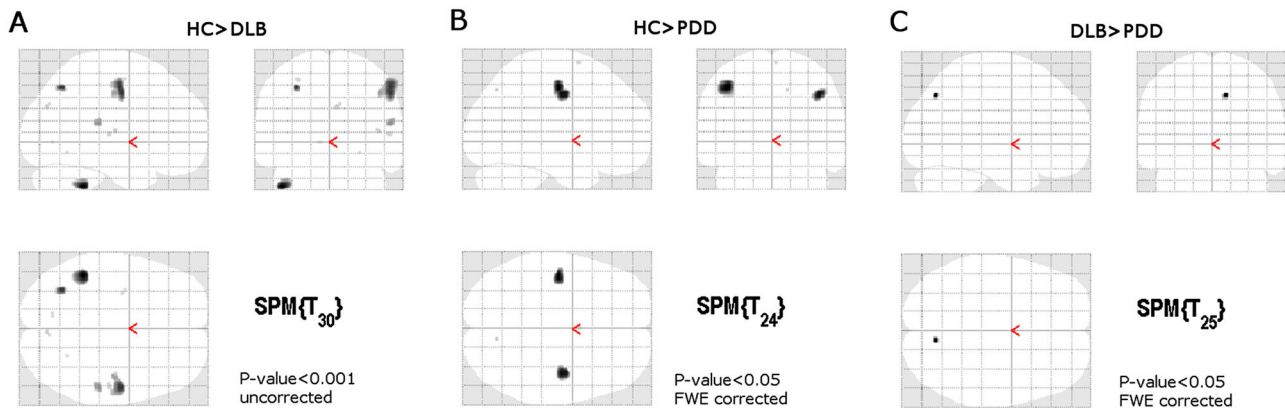 A
HC>DLB
SPM{T30}
P-value<0.001
uncorrected
B
HC>PDD
SPM{T24}
P-value<0.05
FWE corrected
C
DLB>PDD
SPM{T25}
P-value<0.05
FWE corrected